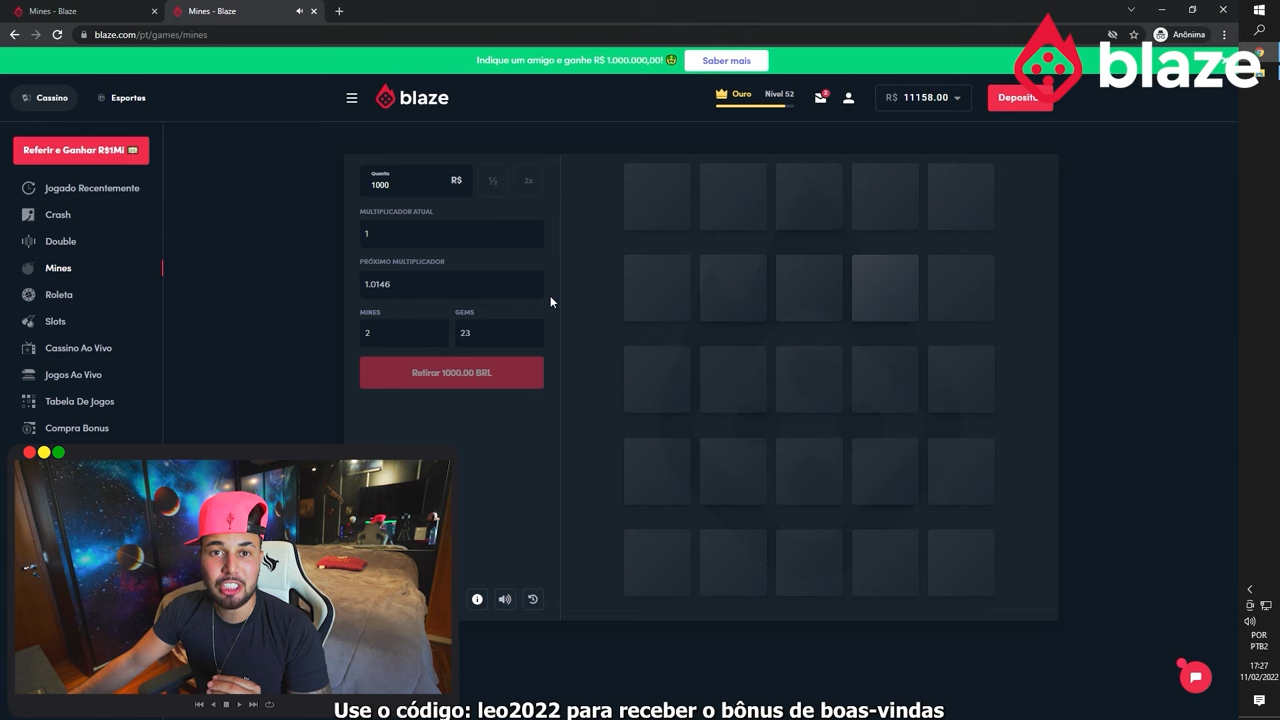 Mines - Blaze
Mines - Blaze
blaze.com/pt/games/mines
Anônima
Indique um amigo e ganhe R$ 1.000.000,00! 🤑 Saber mais
blaze
Cassino
Esportes
blaze
Ouro
Nível 52
2
R$ 11158.00
Deposita
Referir e Ganhar R$1Mi
Jogado Recentemente
Crash
Double
Mines
Roleta
Slots
Cassino Ao Vivo
Jogos Ao Vivo
Tabela De Jogos
Compra Bonus
Quantia
1000
R$
½
2x
MULTIPLICADOR ATUAL
1
PRÓXIMO MULTIPLICADOR
1.0146
MINES
GEMS
2
23
Retirar 1000.00 BRL
POR
PTB2
17:27
11/02/2022
Use o código: leo2022 para receber o bônus de boas-vindas